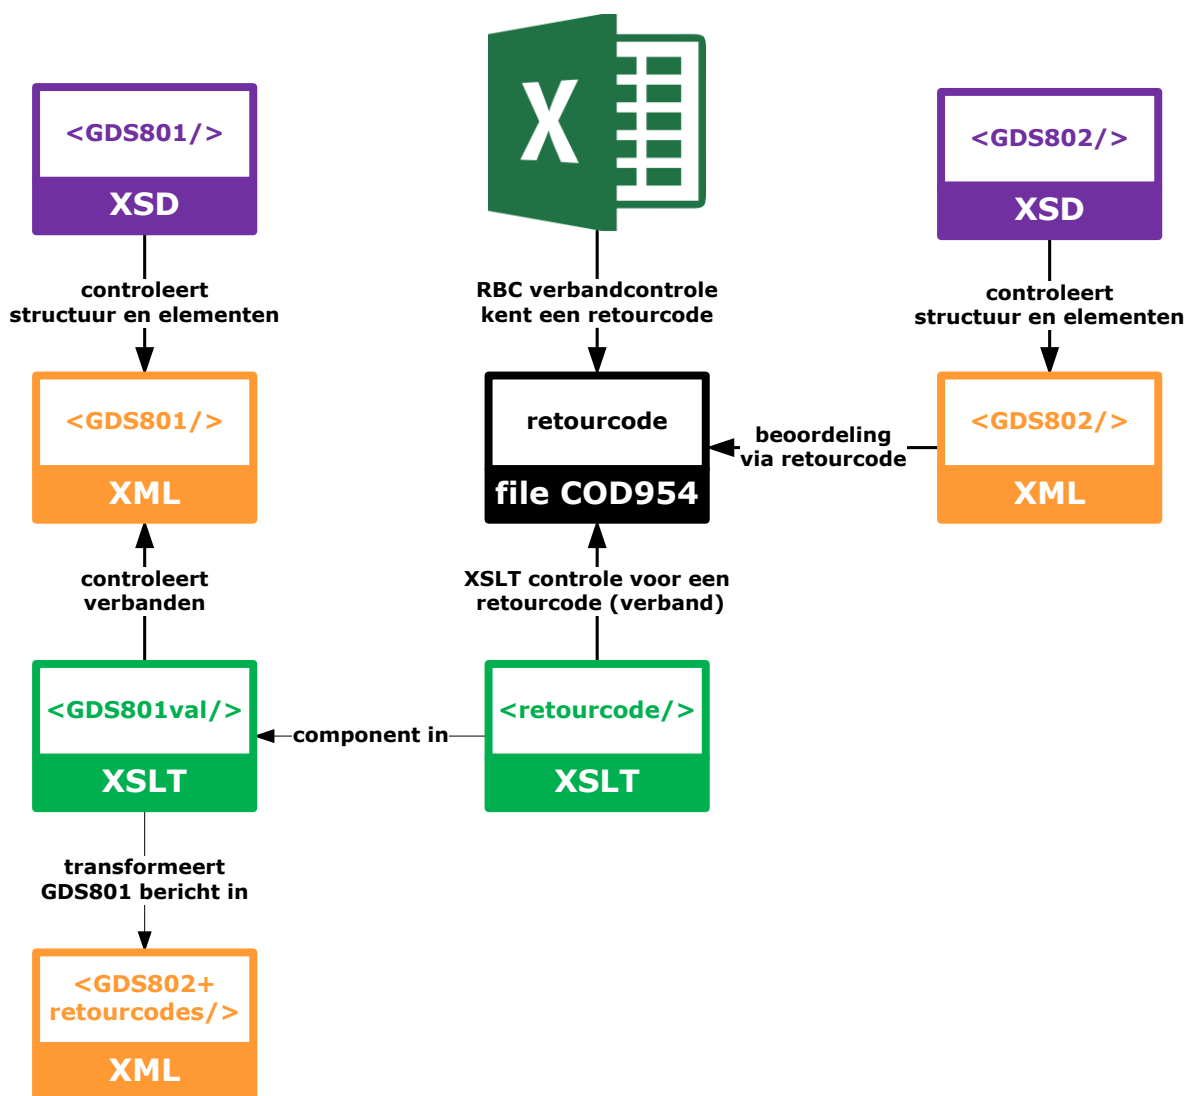 X
<GDS801/>
XSD
<GDS802/>
XSD
controleert
structuur en elementen
RBC verbandcontrole
kent een retourcode
controleert
structuur en elementen
<GDS801/>
XML
retourcode
file COD954
beoordeling
via retourcode
<GDS802/>
XML
controleert
verbanden
XSLT controle voor een
retourcode (verband)
<GDS801val/>
XSLT
component in
<retourcode/>
XSLT
transformeert
GDS801 bericht in
<GDS802+
retourcodes/>
XML